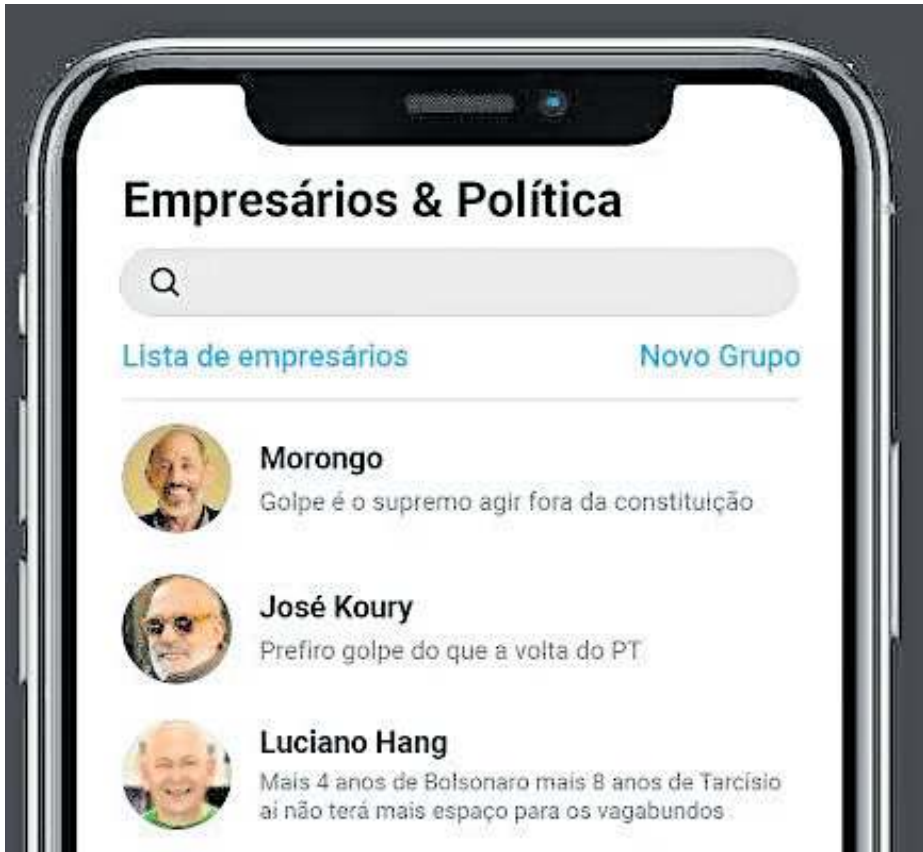 Empresários & Política
Lista de empresários
Novo Grupo
Morongo
Golpe é o supremo agir fora da constituição
José Koury
Prefiro golpe do que a volta do PT
Luciano Hang
Mais 4 anos de Bolsonaro mais 8 anos de Tarcísio
aí não terá mais espaço para os vagabundos